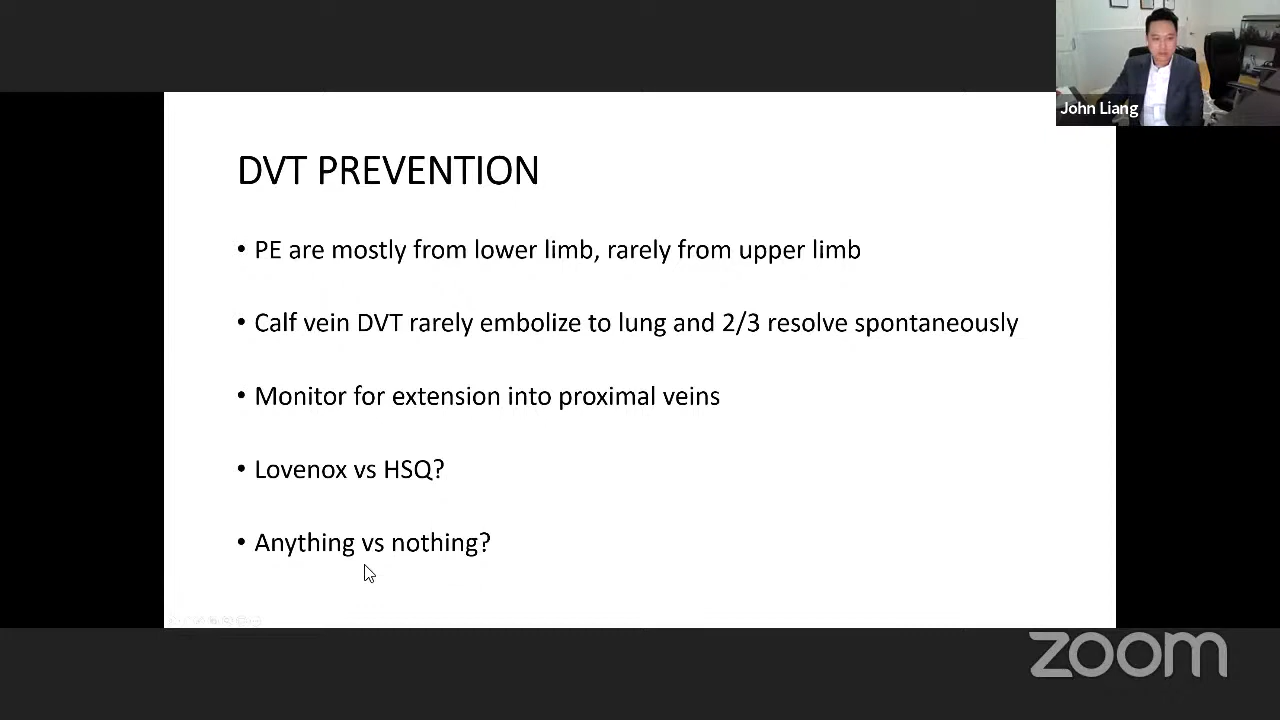 John Liang
DVT PREVENTION
• PE are mostly from lower limb, rarely from upper limb
• Calf vein DVT rarely embolize to lung and 2/3 resolve spontaneously
• Monitor for extension into proximal veins
• Lovenox vs HSQ?
• Anything vs nothing?
zoom